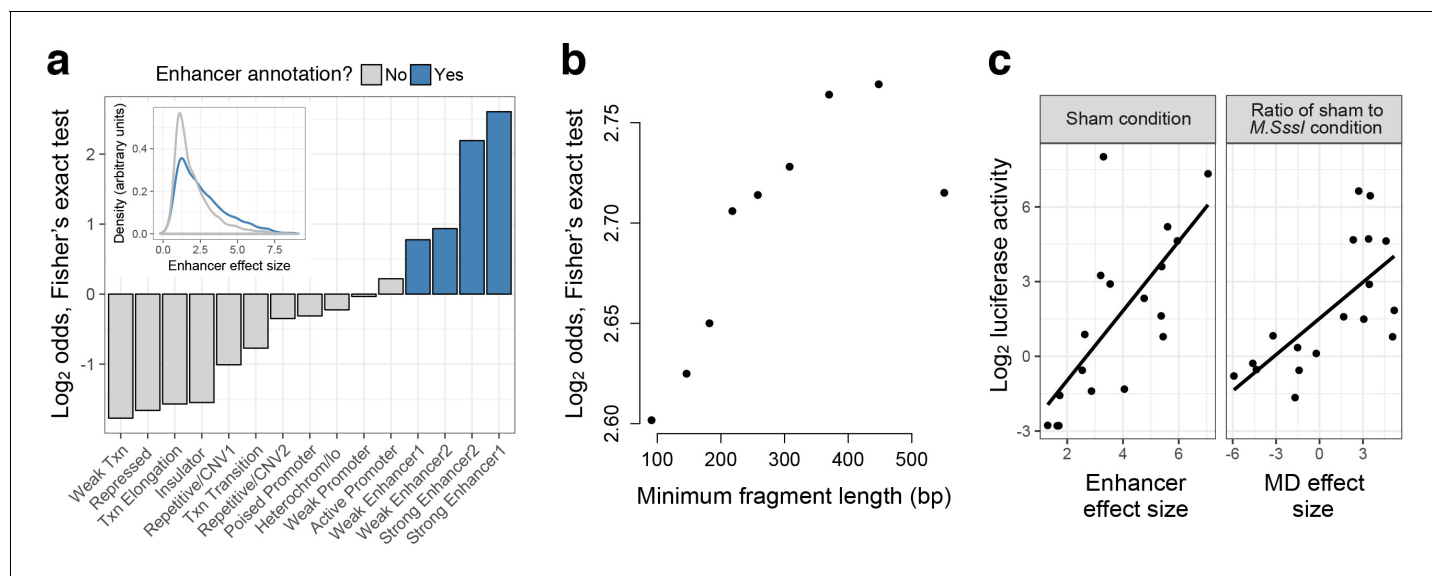 a
Enhancer annotation? No Yes
Log2 odds, Fisher's exact test
2
1
0
-1
Density (arbitrary units)
0.4
0.2
0.0
0.0 2.5 5.0 7.5
Enhancer effect size
Weak Txn
Repressed
Txn Elongation
Insulator
Repetitive/CNV1
Txn Transition
Repetitive/CNV2
Poised Promoter
Heterochrom/lo
Weak Promoter
Active Promoter
Weak Enhancer1
Weak Enhancer2
Strong Enhancer2
Strong Enhancer1
b
Log2 odds, Fisher's exact test
2.75
2.70
2.65
2.60
100 200 300 400 500
Minimum fragment length (bp)
c
Sham condition
Ratio of sham to
M.SssI condition
Log2 luciferase activity
6
3
0
-3
2 4 6
-6 -3 0 3
Enhancer
effect size
MD effect
size